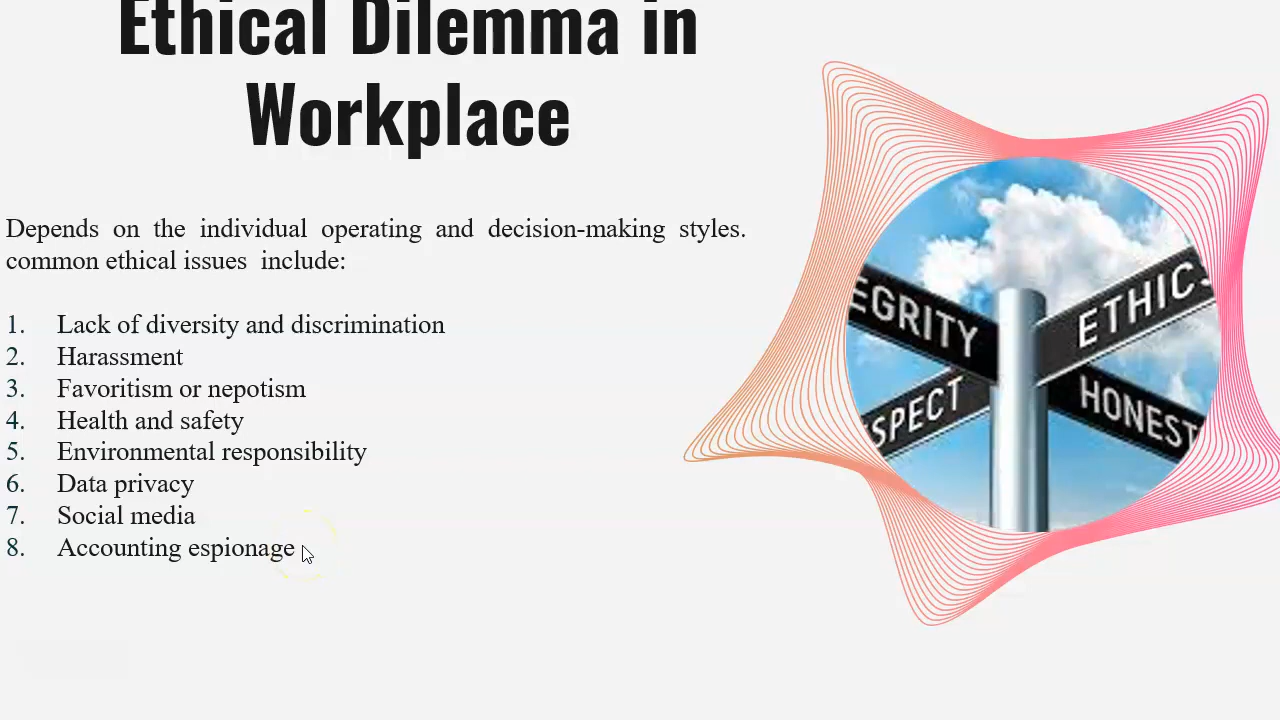 Ethical Dilemma in
Workplace
Depends on the individual operating and decision-making styles.
common ethical issues include:
1. Lack of diversity and discrimination
2. Harassment
3. Favoritism or nepotism
4. Health and safety
5. Environmental responsibility
6. Data privacy
7. Social media
8. Accounting espionage
EGRITY
ETHICS
SPECT
HONEST